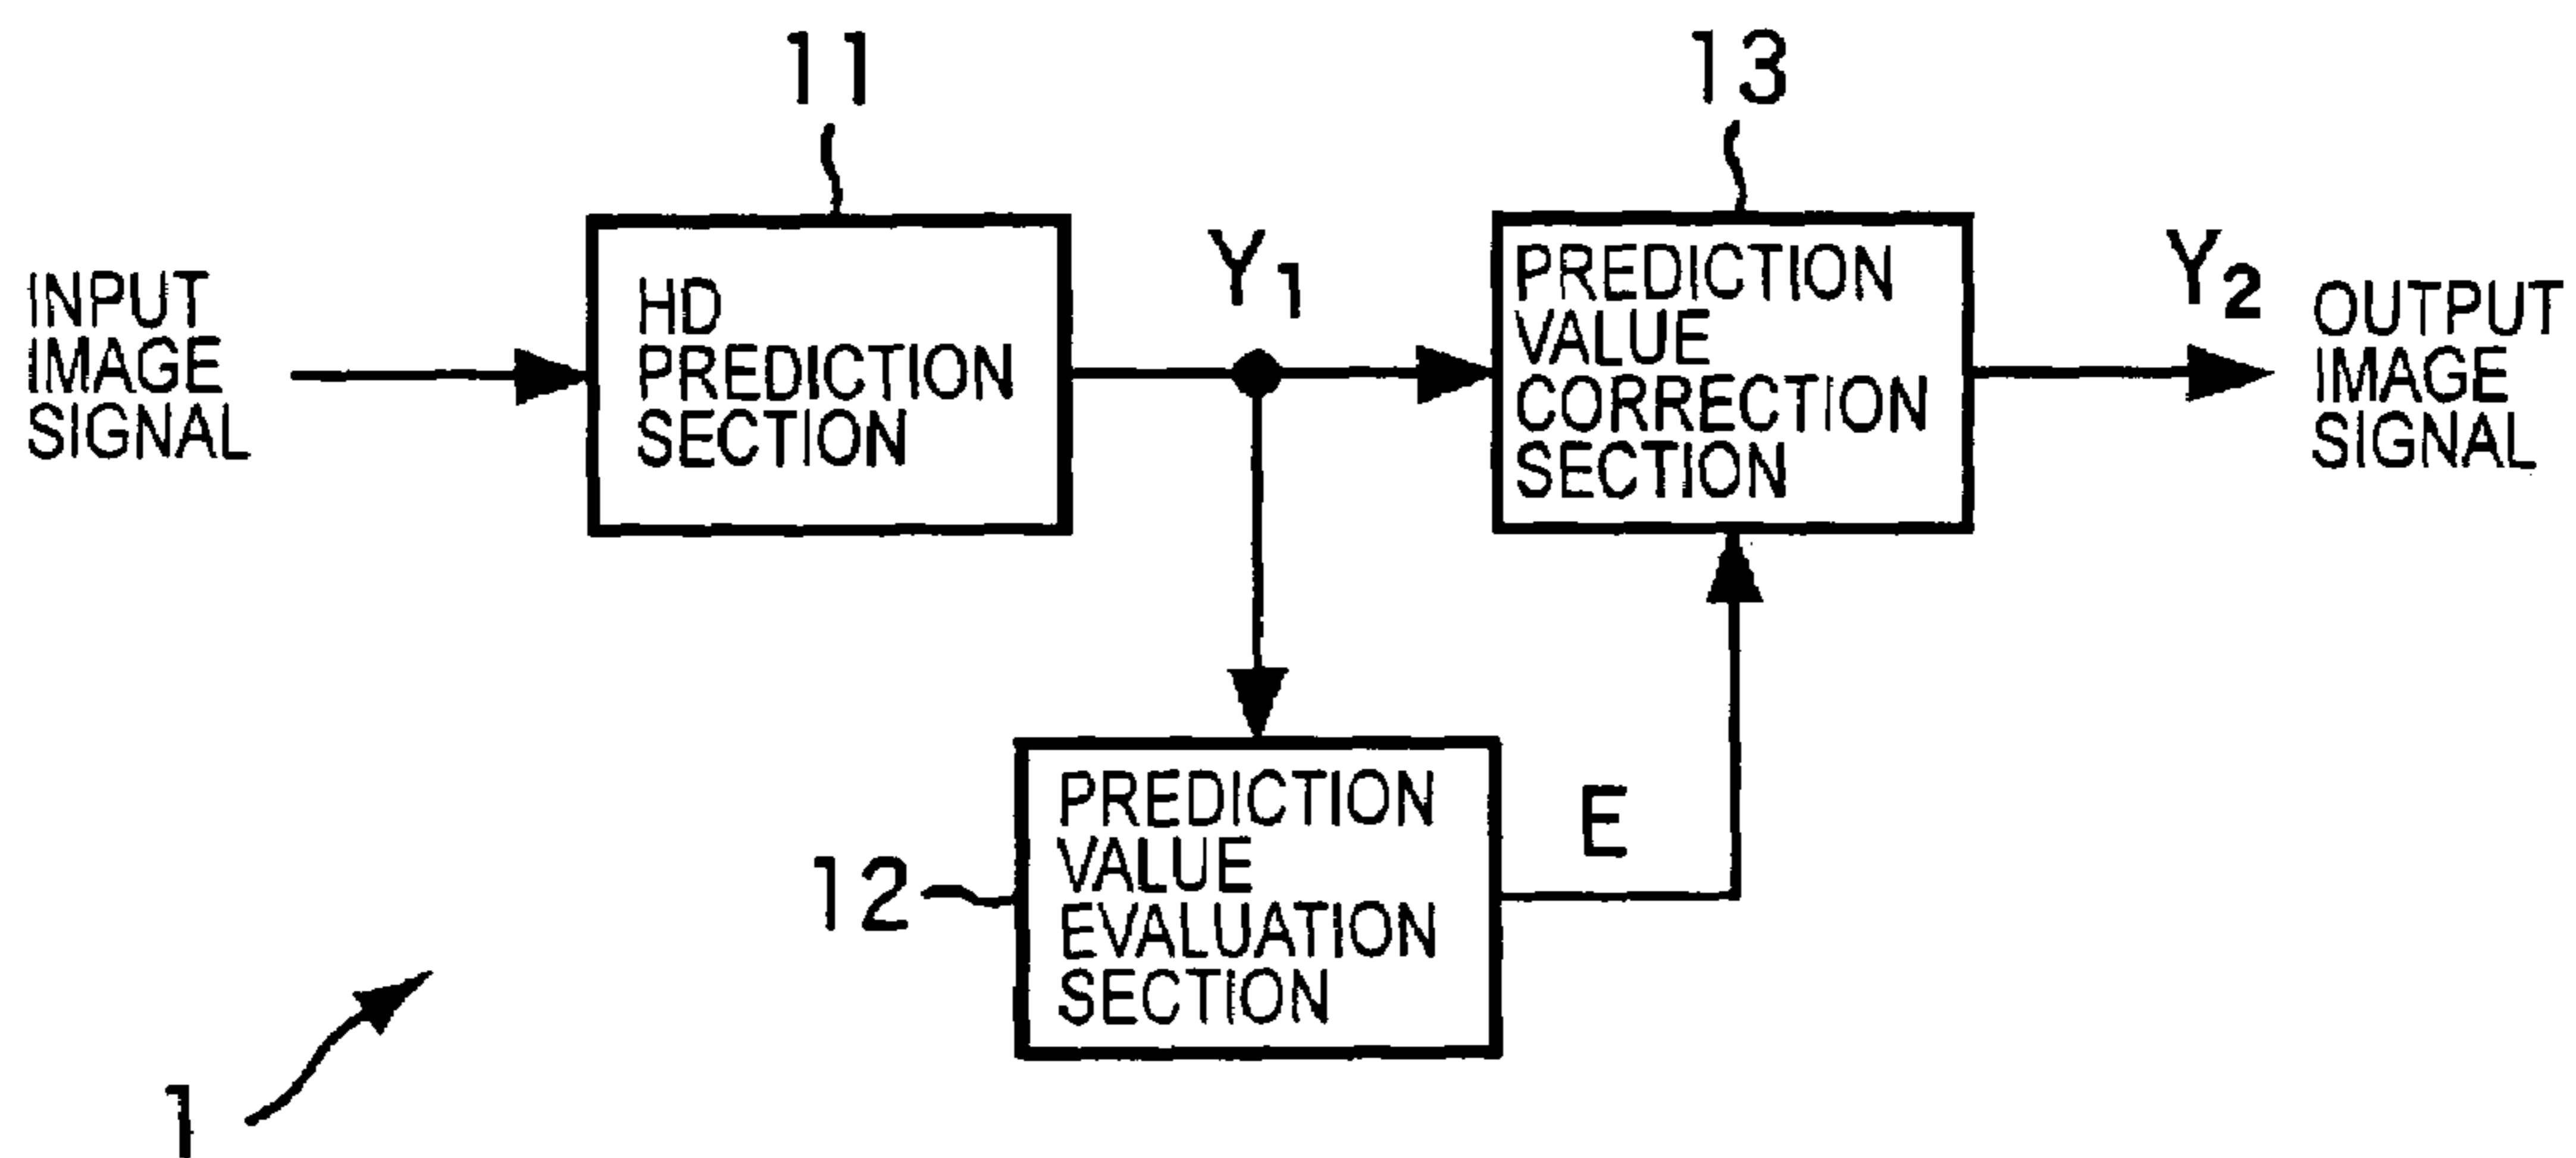 11
13
INPUT
IMAGE
SIGNAL
HD
PREDICTION
SECTION
Y1
PREDICTION
VALUE
CORRECTION
SECTION
Y2
OUTPUT
IMAGE
SIGNAL
12
PREDICTION
VALUE
EVALUATION
SECTION
E
1